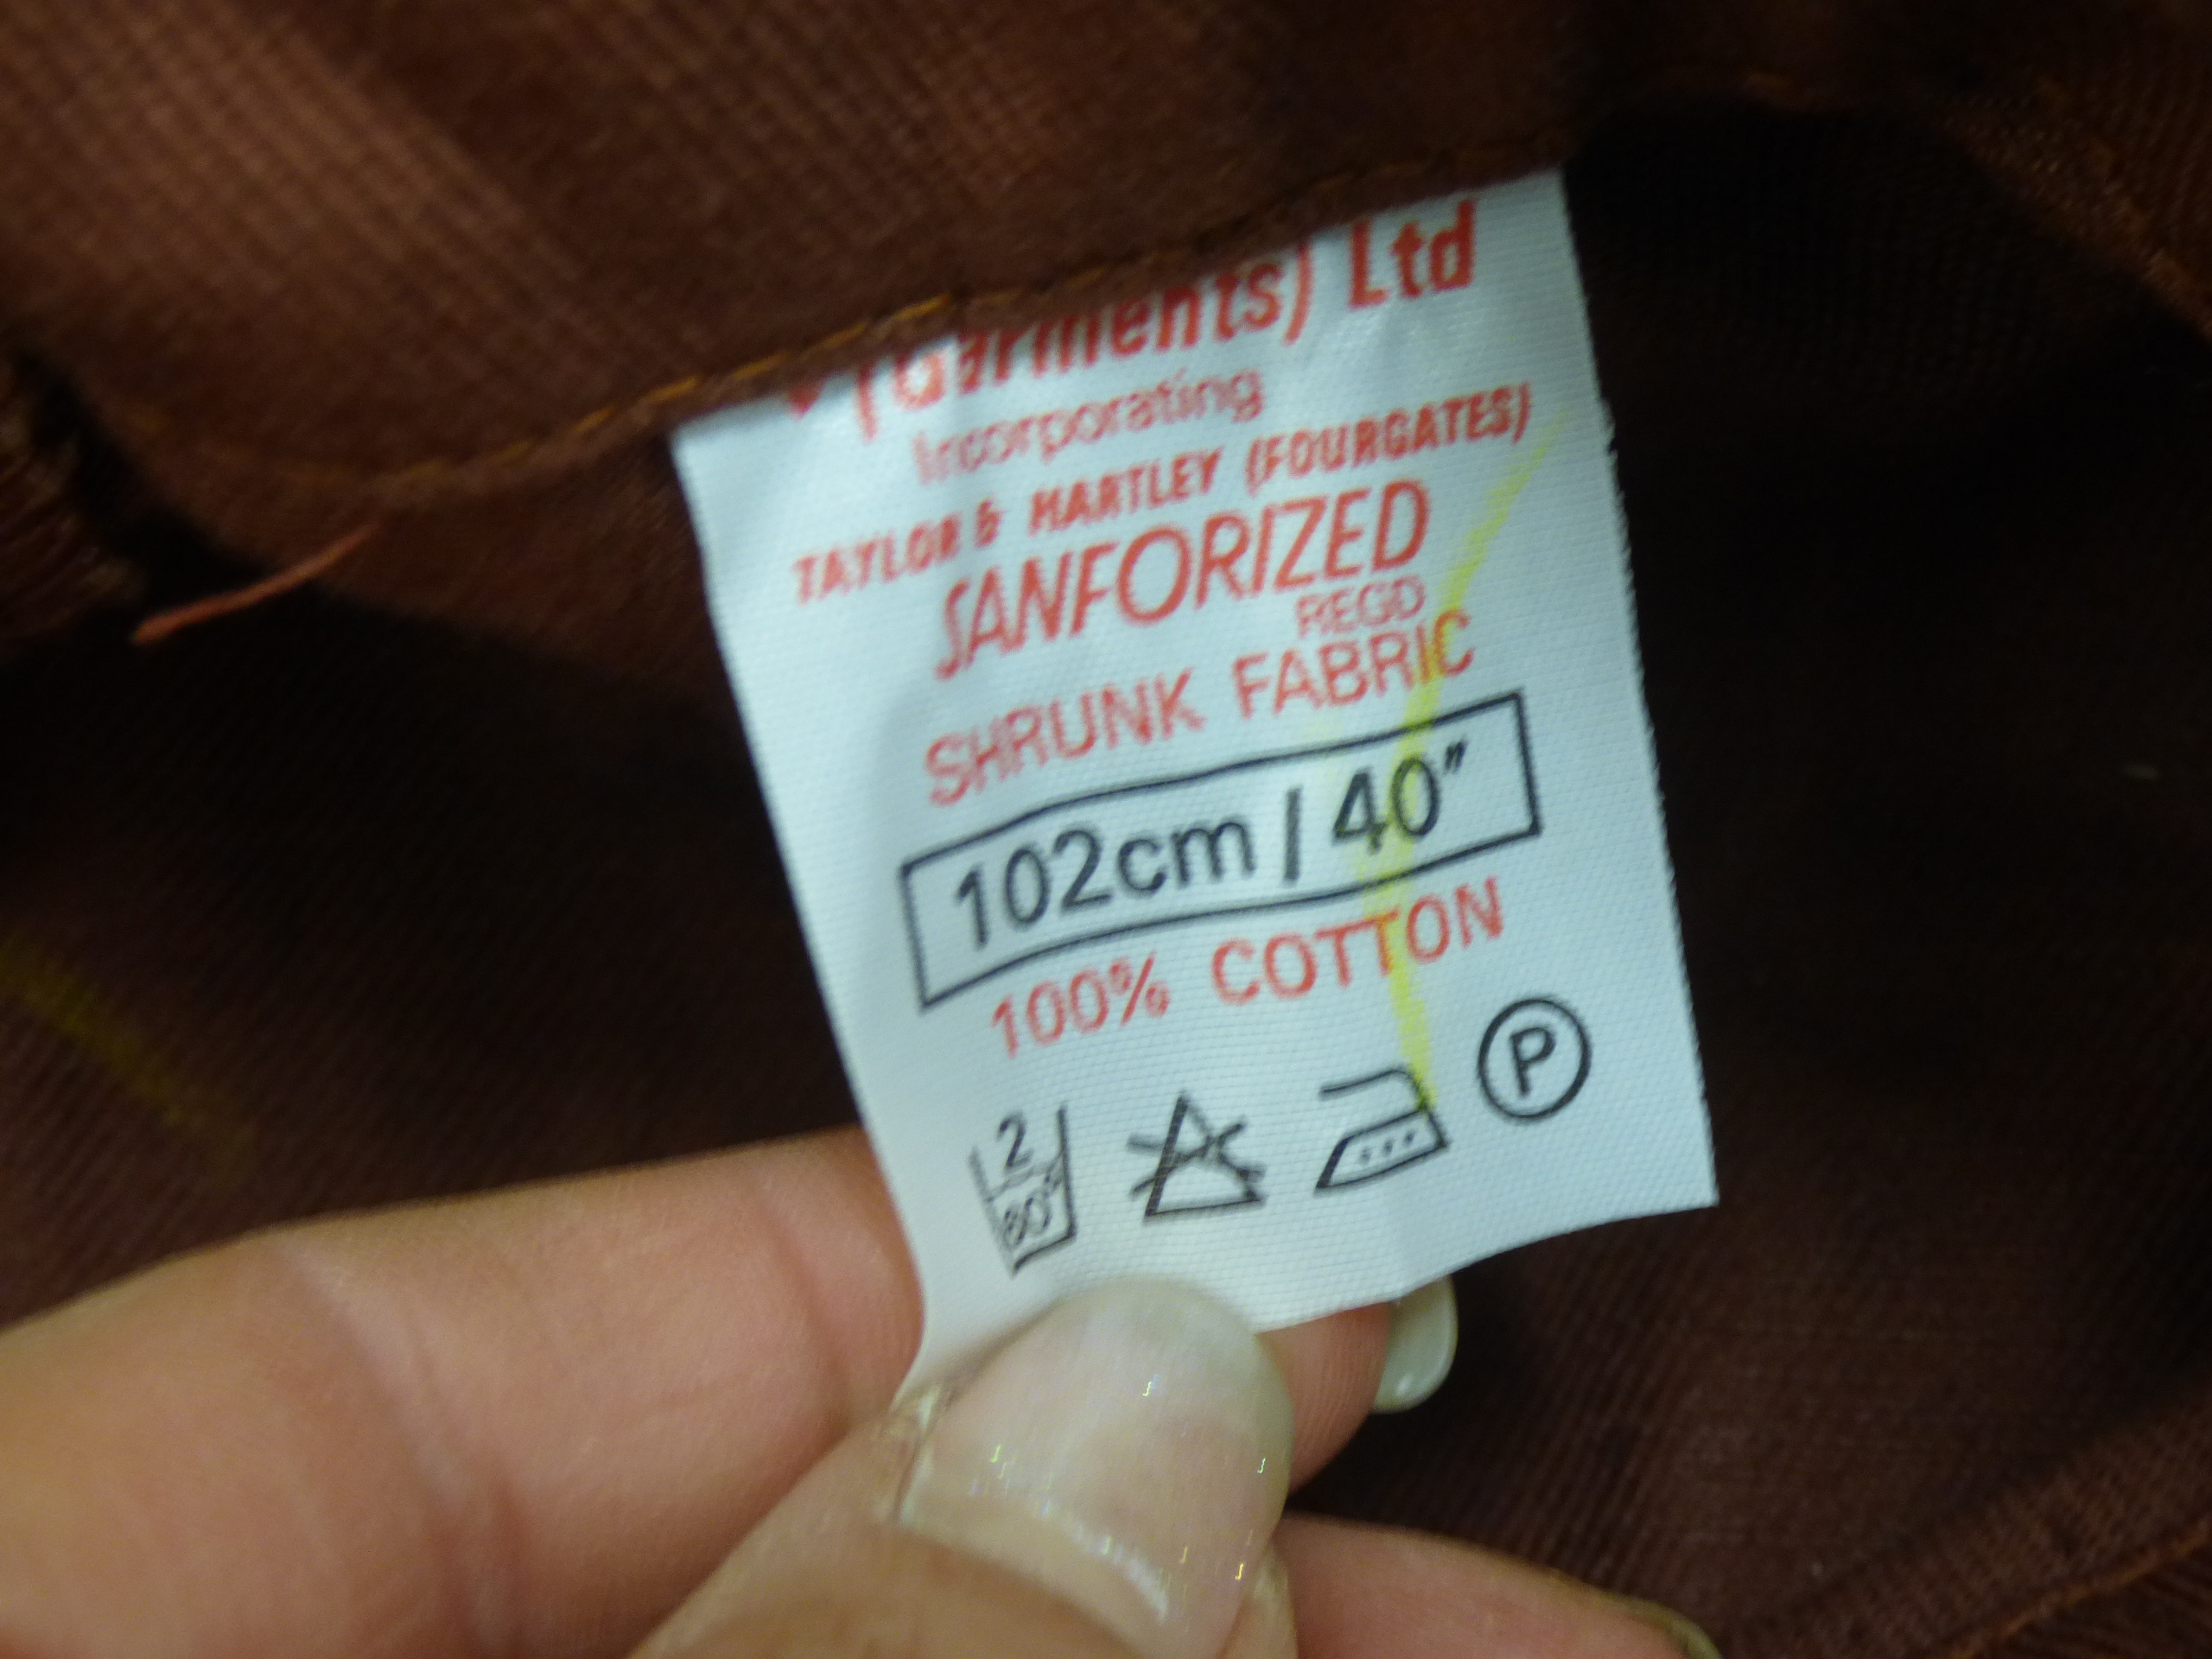 (Garments) Ltd
Incorporating
TAYLOR & HARTLEY (FOURGATES)
SANFORIZED
REGD
SHRUNK FABRIC
102cm / 40"
100% COTTON
2
60°
P